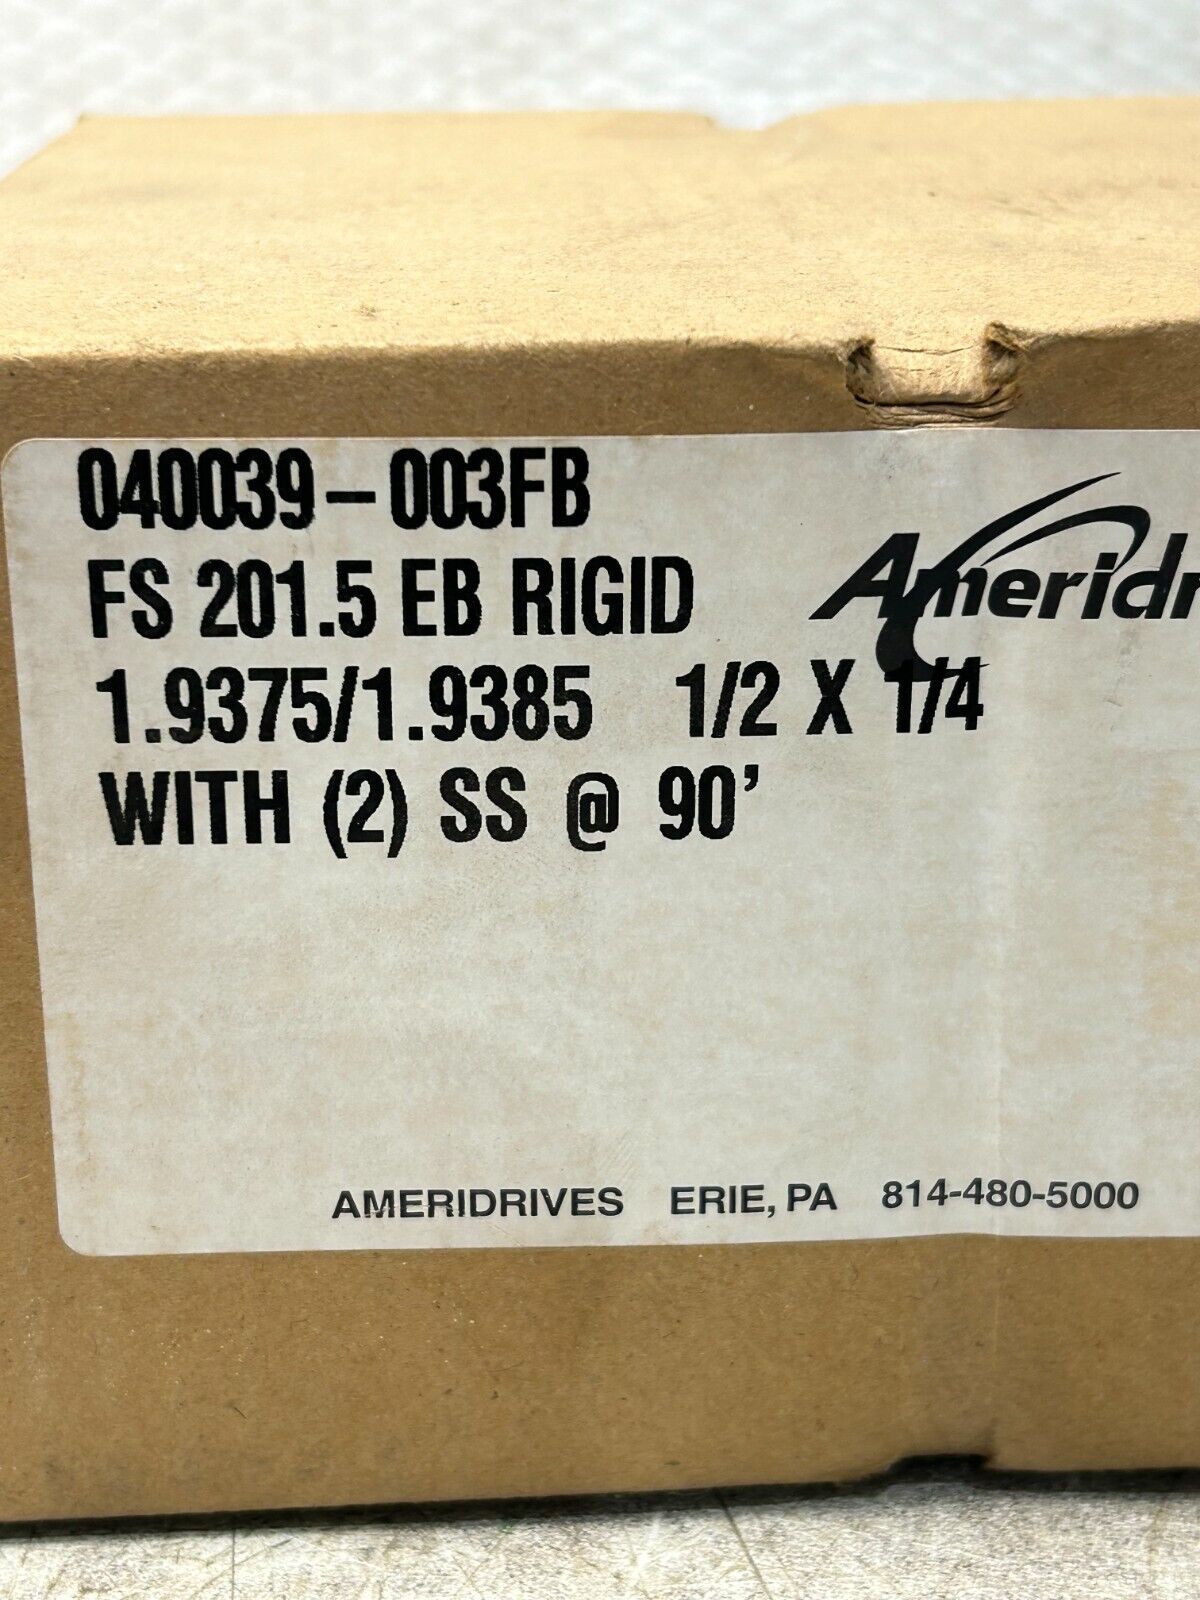 040039-003FB
FS 201.5 EB RIGID
Ameridr
1.9375/1.9385 1/2 X 1/4
WITH (2) SS @ 90'
AMERIDRIVES ERIE, PA 814-480-5000